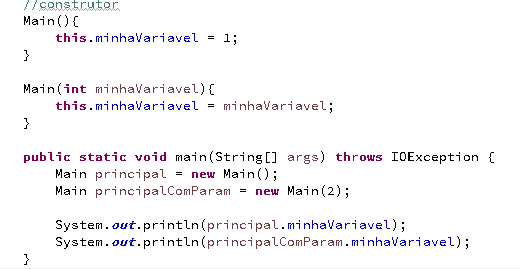 //construtor
Main(){
this.minhaVariavel = 1;
}
Main(int minhaVariavel){
this.minhaVariavel = minhaVariavel;
}
public static void main(String[] args) throws IOException {
Main principal = new Main();
Main principalComParam = new Main(2);
System.out.println(principal.minhaVariavel);
System.out.println(principalComParam.minhaVariavel);
}